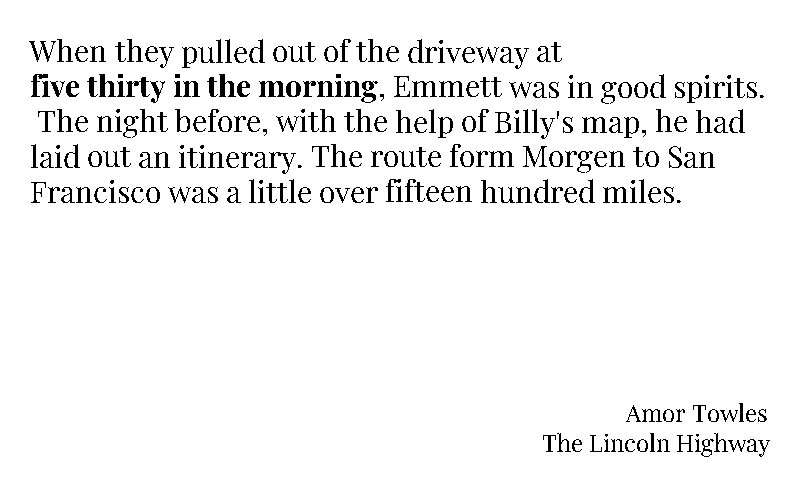 When they pulled out of the driveway at
five thirty in the morning, Emmett was in good spirits.
The night before, with the help of Billy's map, he had
laid out an itinerary. The route form Morgen to San
Francisco was a little over fifteen hundred miles.
Amor Towles
The Lincoln Highway